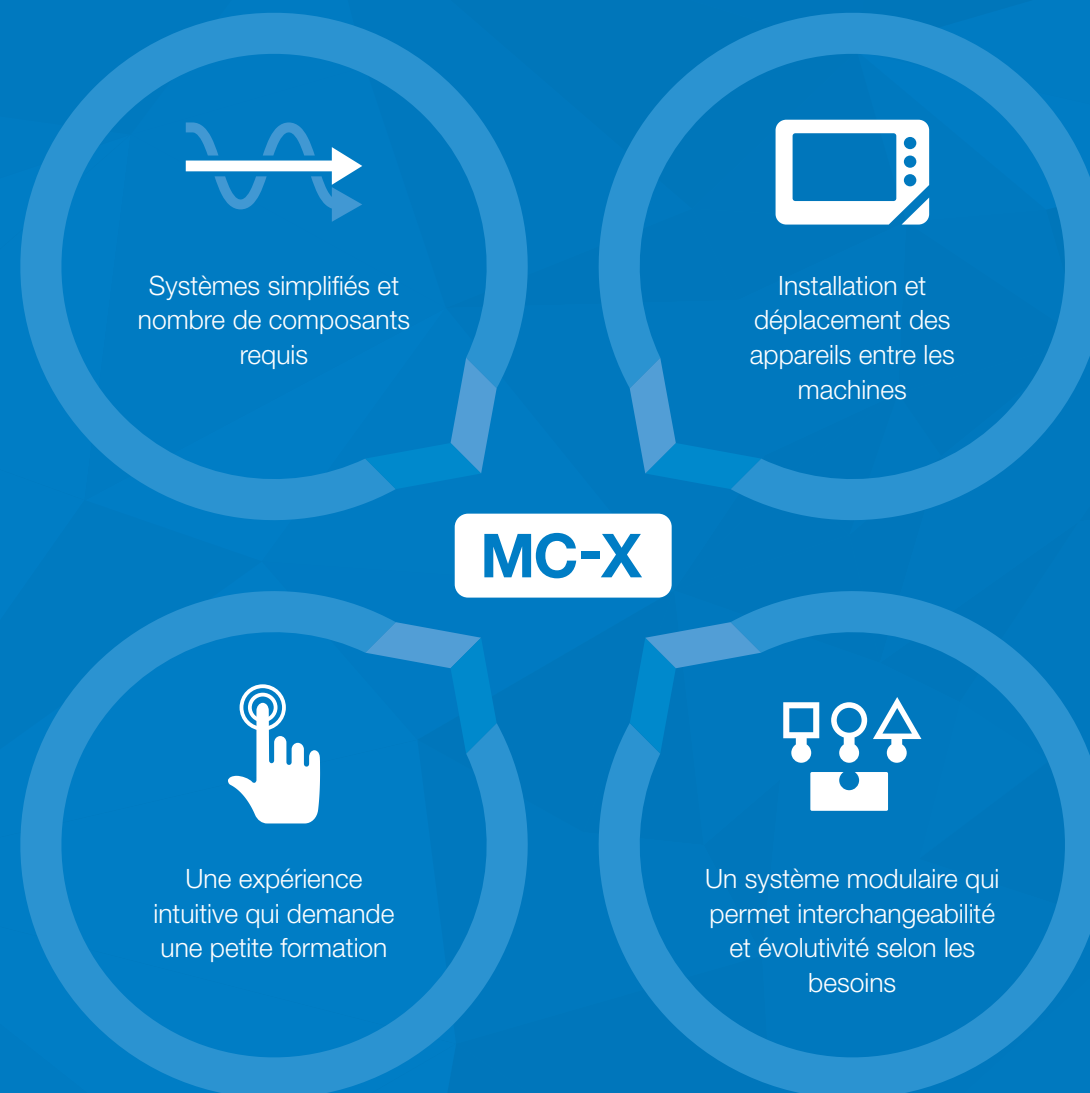 Systèmes simplifiés et
nombre de composants
requis
Installation et
déplacement des
appareils entre les
machines
MC-X
Une expérience
intuitive qui demande
une petite formation
Un système modulaire qui
permet interchangeabilité
et évolutivité selon les
besoins